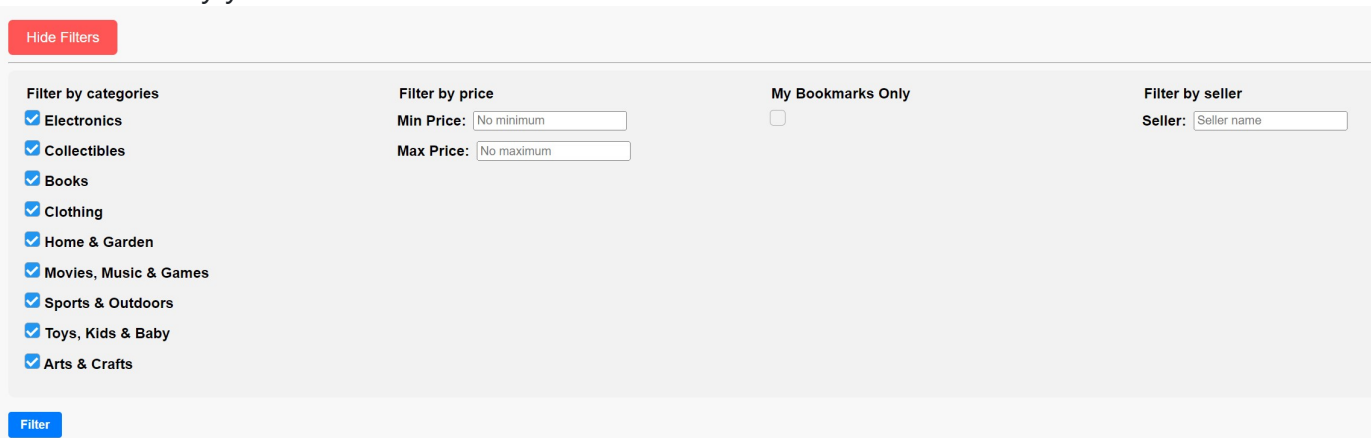 Hide Filters
Filter by categories
Electronics
Collectibles
Books
Clothing
Home & Garden
Movies, Music & Games
Sports & Outdoors
Toys, Kids & Baby
Arts & Crafts
Filter by price
Min Price: No minimum
Max Price: No maximum
My Bookmarks Only
Filter by seller
Seller: Seller name
Filter